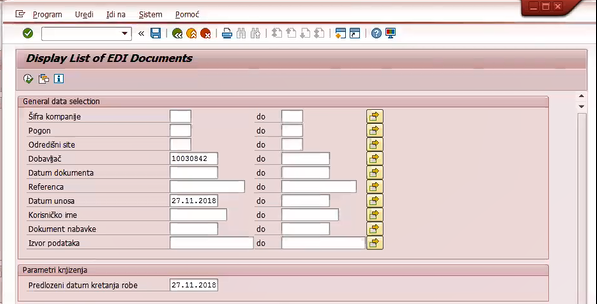 Program Uredi Idi na Sistem Pomoć
Display List of EDI Documents
General data selection
Šifra kompanije do
Pogon do
Odredišni site do
Dobavljač 10030842 do
Datum dokumenta do
Referenca do
Datum unosa 27.11.2018 do
Korisničko ime do
Dokument nabavke do
Izvor podataka do
Parametri knjizenja
Predlozeni datum kretanja robe 27.11.2018